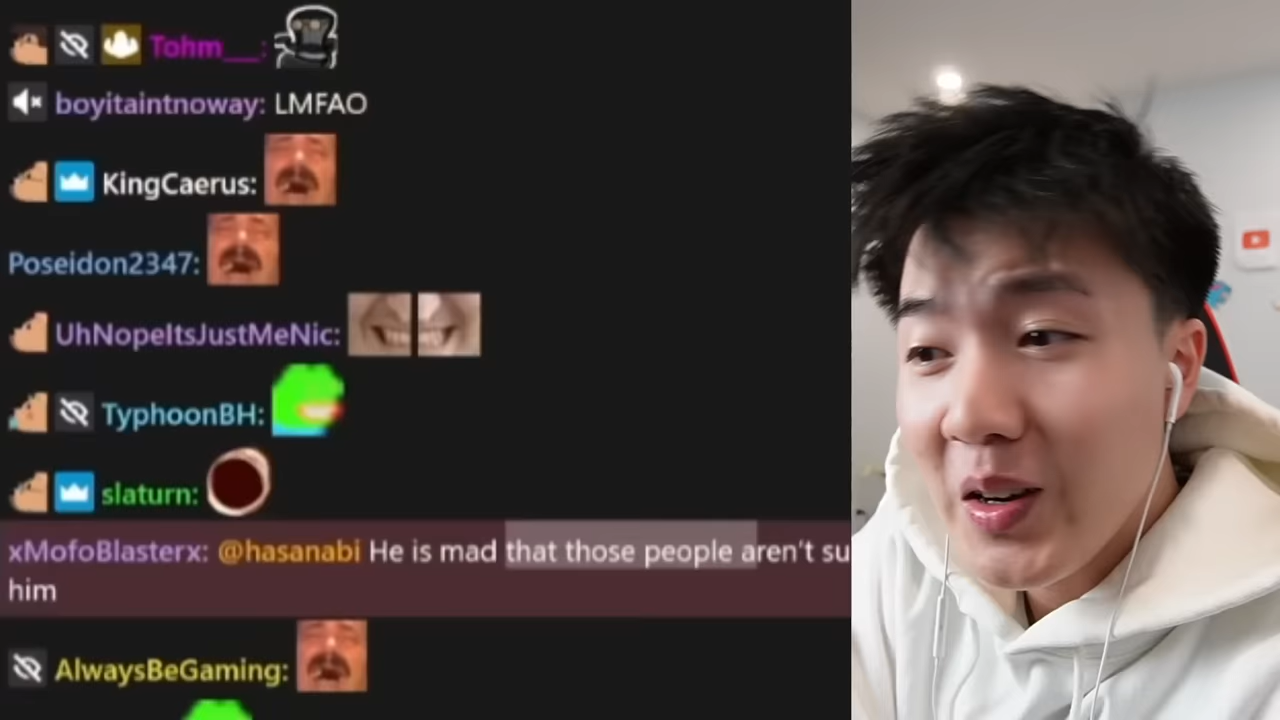 Tohm__:
boyitaintnoway: LMFAO
KingCaerus:
Poseidon2347:
UhNopeItsJustMeNic:
TyphoonBH:
slaturn:
xMofoBlasterx: @hasanabi He is mad that those people aren't su
him
AlwaysBeGaming: